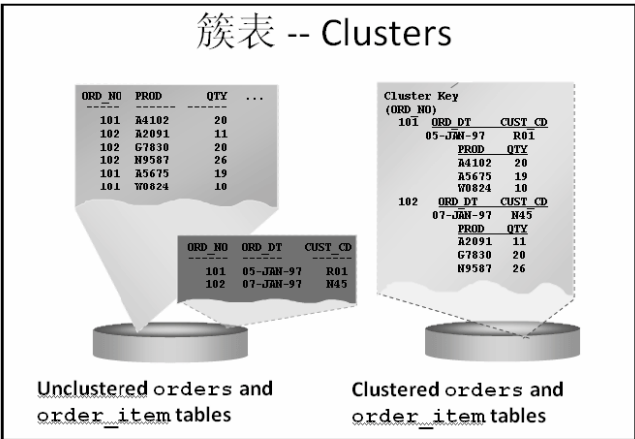 簇表 -- Clusters
ORD_NO PROD QTY ...
101 A4102 20
102 A2091 11
102 G7830 20
102 N9587 26
101 A5675 19
101 W0824 10
ORD_NO ORD_DT CUST_CD
101 05-JAN-97 R01
102 07-JAN-97 N45
Cluster Key
(ORD_NO)
101 ORD_DT CUST_CD
05-JAN-97 R01
PROD QTY
A4102 20
A5675 19
W0824 10
102 ORD_DT CUST_CD
07-JAN-97 N45
PROD QTY
A2091 11
G7830 20
N9587 26
Unclustered orders and
order_item tables
Clustered orders and
order_item tables